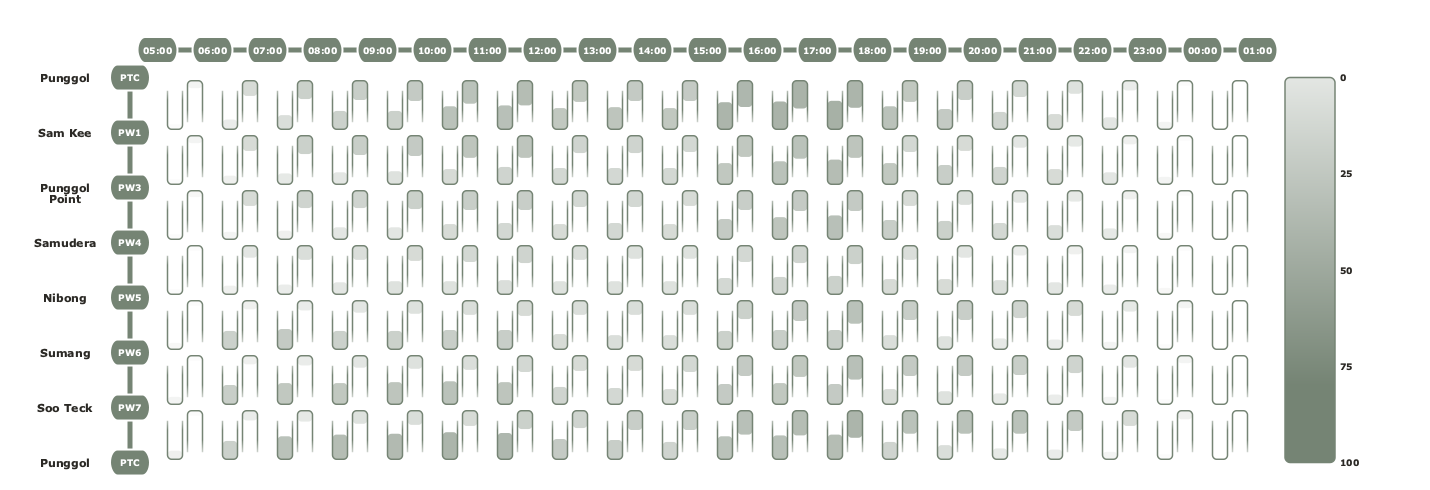 05:00 06:00 07:00 08:00 09:00 10:00 11:00 12:00 13:00 14:00 15:00 16:00 17:00 18:00 19:00 20:00 21:00 22:00 23:00 00:00 01:00
Punggol PTC
Sam Kee PW1
Punggol
Point PW3
Samudera PW4
Nibong PW5
Sumang PW6
Soo Teck PW7
Punggol PTC
0
25
50
75
100